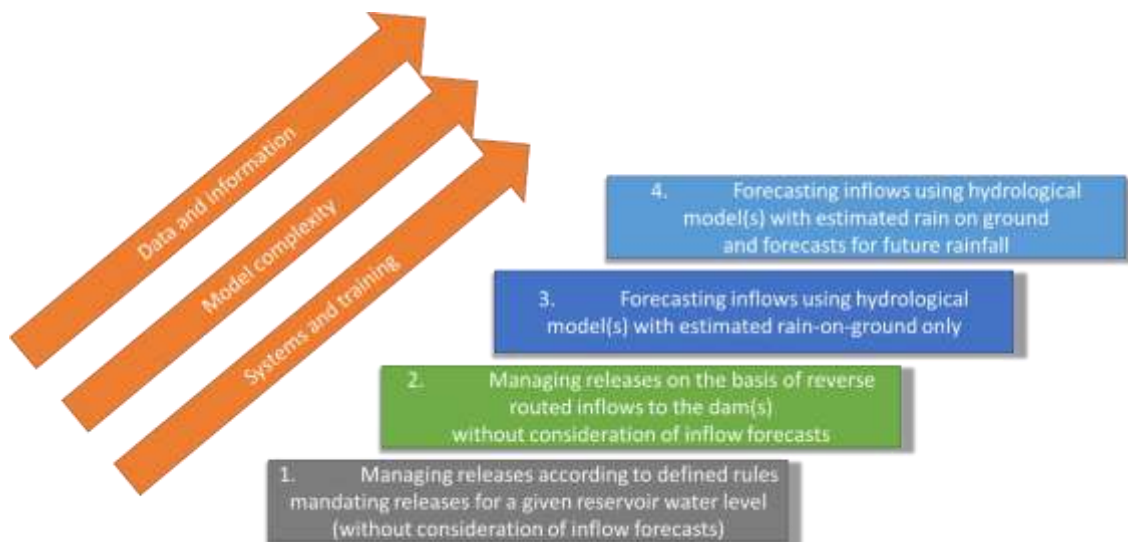 Data and information
Model complexity
Systems and training
4. Forecasting inflows using hydrological
model(s) with estimated rain on ground
and forecasts for future rainfall
3. Forecasting inflows using hydrological
model(s) with estimated rain-on-ground only
2. Managing releases on the basis of reverse
routed inflows to the dam(s)
without consideration of inflow forecasts
1. Managing releases according to defined rules
mandating releases for a given reservoir water level
(without consideration of inflow forecasts)